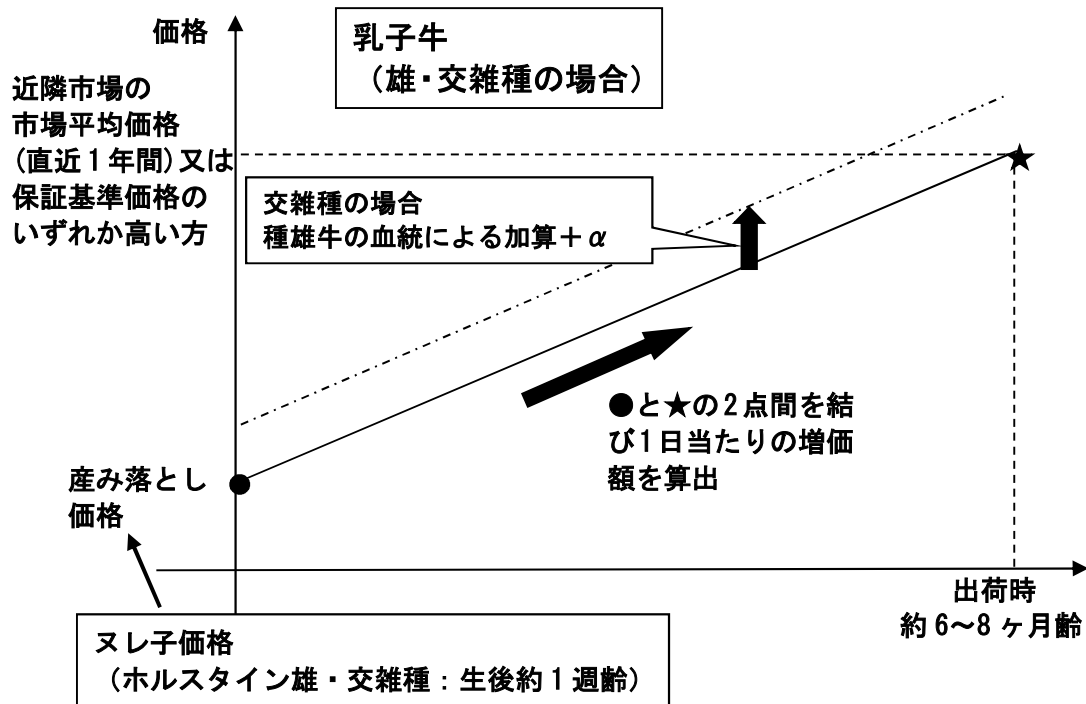 価格
乳子牛
（雄・交雑種の場合）
近隣市場の
市場平均価格
(直近１年間)又は
保証基準価格の
いずれか高い方
★
交雑種の場合
種雄牛の血統による加算＋α
●と★の2点間を結
び1日当たりの増価
額を算出
産み落とし
価格
●
出荷時
約6～8ヶ月齢
ヌレ子価格
（ホルスタイン雄・交雑種：生後約１週齢）